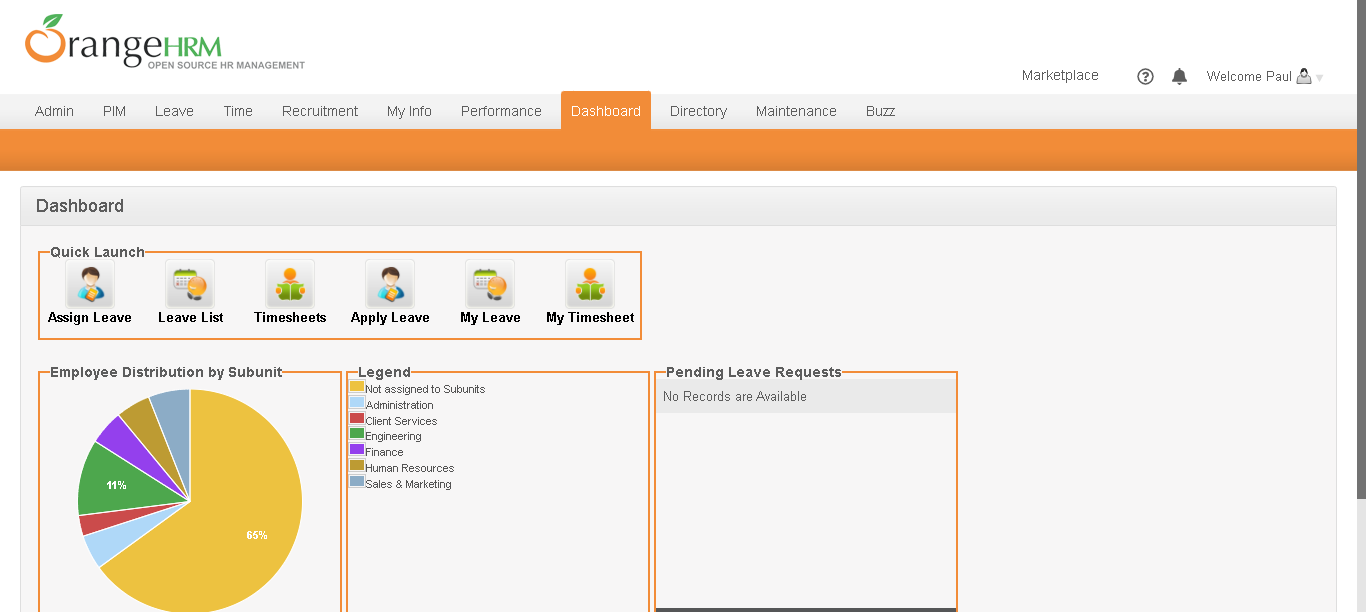 OrangeHRM
OPEN SOURCE HR MANAGEMENT
Marketplace ? Welcome Paul
Admin PIM Leave Time Recruitment My Info Performance Dashboard Directory Maintenance Buzz
Dashboard
Quick Launch
Assign Leave Leave List Timesheets Apply Leave My Leave My Timesheet
Employee Distribution by Subunit
11%
65%
Legend
Not assigned to Subunits
Administration
Client Services
Engineering
Finance
Human Resources
Sales & Marketing
Pending Leave Requests
No Records are Available